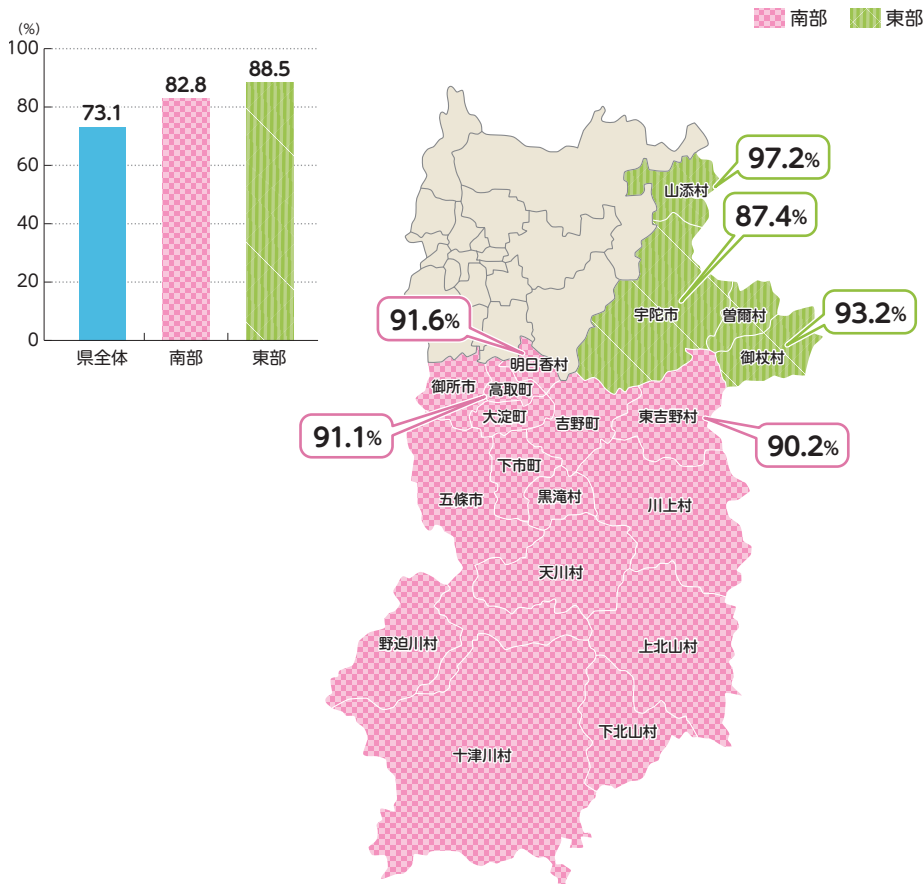 南部 東部
(%)
100
80
60
40
20
0
73.1
82.8
88.5
県全体 南部 東部
97.2%
山添村
87.4%
宇陀市
曽爾村
93.2%
御杖村
91.6%
明日香村
御所市
高取町
91.1%
大淀町
吉野町
東吉野村
90.2%
下市町
五條市
黒滝村
川上村
天川村
野迫川村
上北山村
下北山村
十津川村